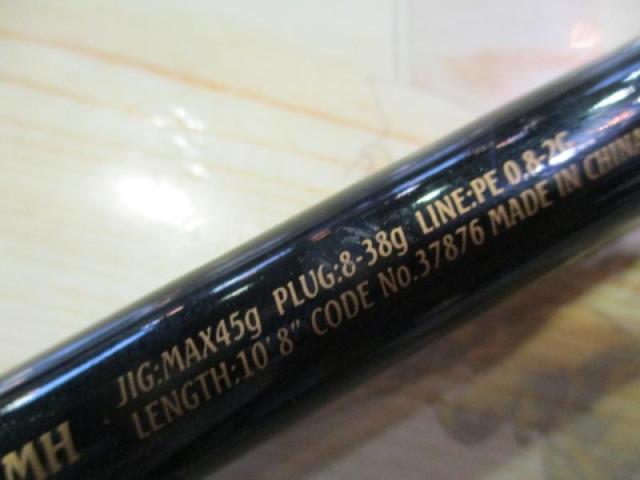 MH
JIG:MAX45g PLUG:8-38g LINE:PE 0.8-2
LENGTH:10'8" CODE No.37876 MADE IN CHINA